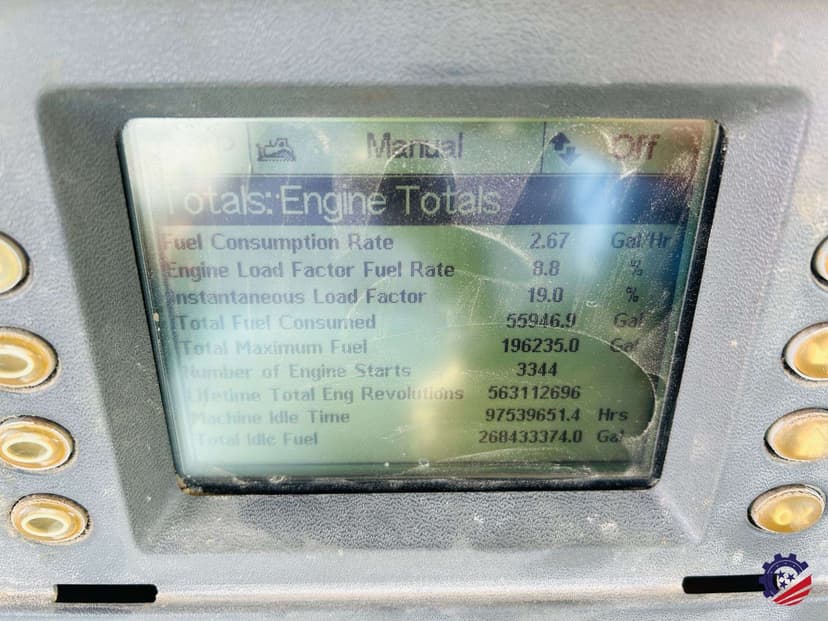 Manual Off
Totals: Engine Totals
Fuel Consumption Rate 2.67 Gal/Hr
Engine Load Factor Fuel Rate 8.8 %
Instantaneous Load Factor 19.0 %
Total Fuel Consumed 55946.9 Gal
Total Maximum Fuel 196235.0 Gal
Number of Engine Starts 3344
Lifetime Total Eng Revolutions 563112696
Machine Idle Time 97539651.4 Hrs
Total Idle Fuel 268433374.0 Gal